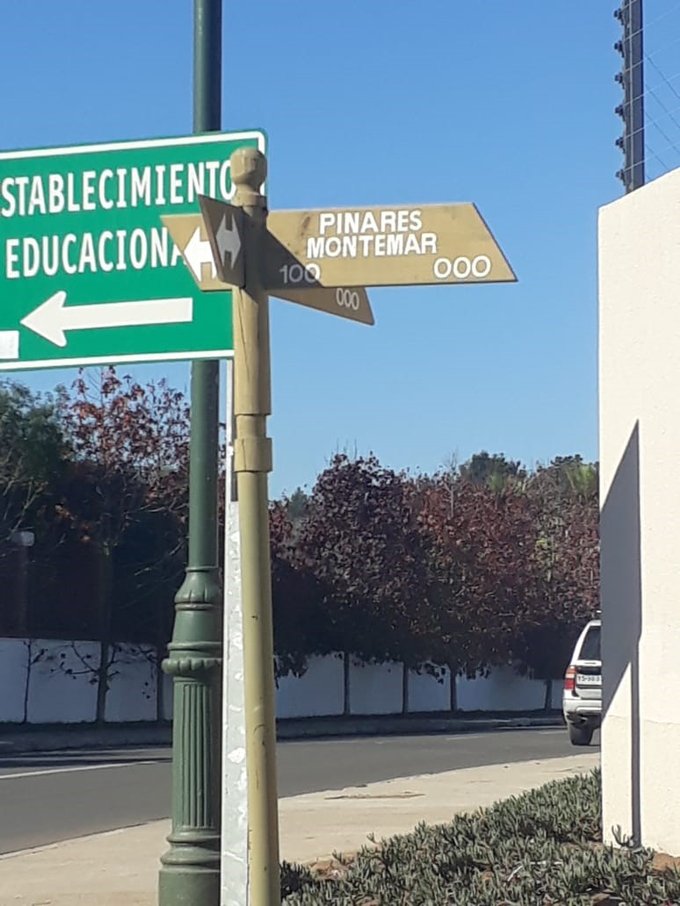 STABLECIMIENTO
EDUCACIONA
PINARES
MONTEMAR
100 000
000